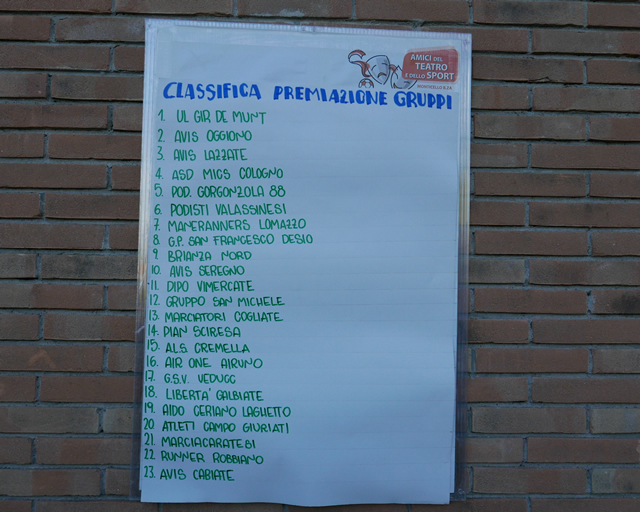 AMICI DEL
TEATRO
E DELLO SPORT
CLASSIFICA PREMIAZIONE GRUPPI
1. UL GIR DE MUNT
2. AVIS OGGIONO
3. AVIS LAZZATE
4. ASD MICS COLOGNO
5. POD. GORGONZOLA 88
6. PODISTI VALASSINESI
7. MANERANNERS LOMAZZO
8. G.P. SAN FRANCESCO DESIO
9. BRIANZA NORD
10. AVIS SEREGNO
11. DIPO VIMERCATE
12. GRUPPO SAN MICHELE
13. MARCIATORI COGLIATE
14. PIAN SCIRESA
15. A.L.S. CREMELLA
16. AIR ONE AIRUNO
17. G.S.V. VEDUGG
18. LIBERTA' GALBIATE
19. AIDO CERIANO LAGHETTO
20 ATLETI CAMPO GIURIATI
21. MARCIACARATEBI
22. RUNNER ROBBIANO
23. AVIS CABIATE